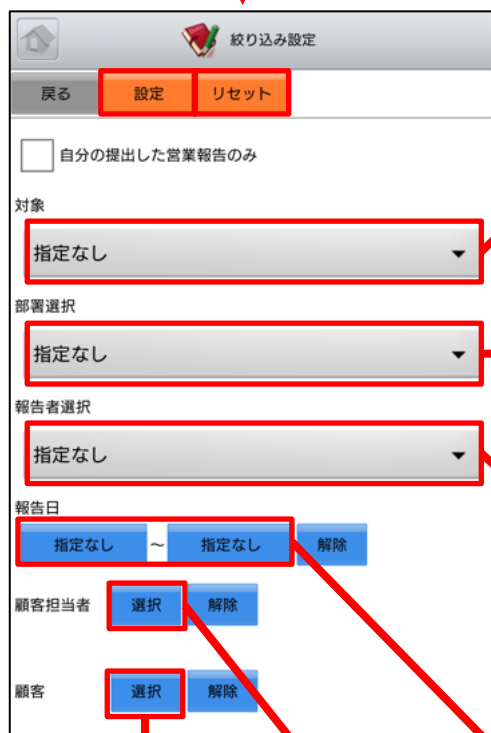 絞り込み設定
戻る 設定 リセット
自分の提出した営業報告のみ
対象
指定なし
部署選択
指定なし
報告者選択
指定なし
報告日
指定なし ～ 指定なし 解除
顧客担当者 選択 解除
顧客 選択 解除